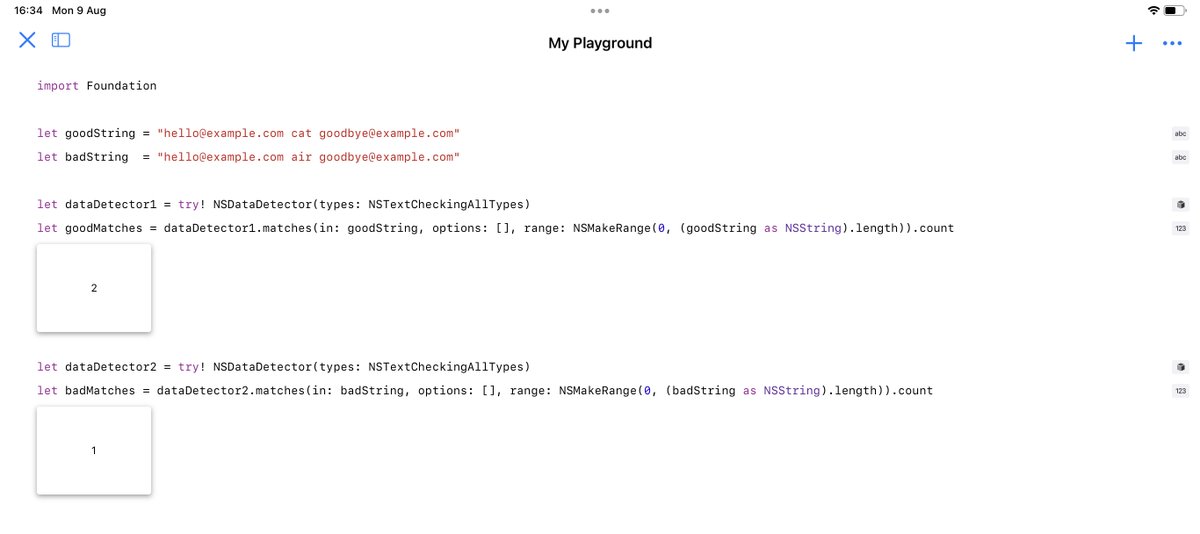 16:34 Mon 9 Aug
My Playground
import Foundation
let goodString = "hello@example.com cat goodbye@example.com"
abc
let badString  = "hello@example.com air goodbye@example.com"
abc
let dataDetector1 = try! NSDataDetector(types: NSTextCheckingAllTypes)
let goodMatches = dataDetector1.matches(in: goodString, options: [], range: NSMakeRange(0, (goodString as NSString).length)).count
123
2
let dataDetector2 = try! NSDataDetector(types: NSTextCheckingAllTypes)
let badMatches = dataDetector2.matches(in: badString, options: [], range: NSMakeRange(0, (badString as NSString).length)).count
123
1